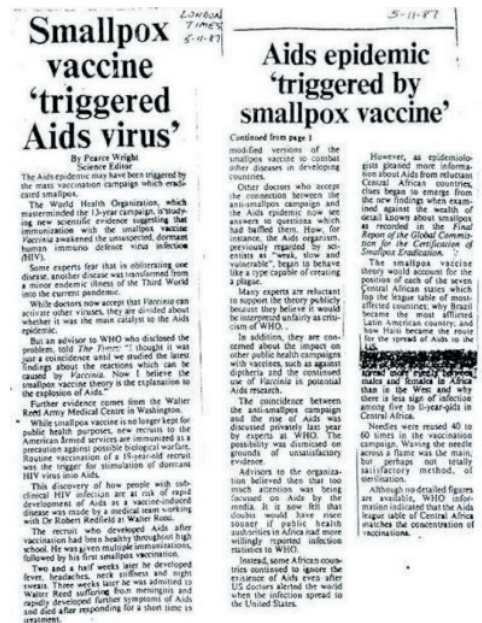 LONDON
TIMES
5-11-87
Smallpox
vaccine
‘triggered
Aids virus’
By Pearce Wright
Science Editor
The Aids epidemic may have been triggered by
the mass vaccination campaign which eradi-
cated smallpox.
The World Health Organization, which
masterminded the 13-year campaign, is study-
ing new scientific evidence suggesting that
immunization with the smallpox vaccine
Vaccinia awakened the unsuspected, dormant
human immuno defence virus infection
(HIV).
Some experts fear that in obliterating one
disease, another disease was transformed from
a minor endemic illness of the Third World
into the current pandemic.
While doctors now accept that Vaccinia can
activate other viruses, they are divided about
whether it was the main catalyst to the Aids
epidemic.
But an advisor to WHO who disclosed the
problem, told The Times: "I thought it was
just a coincidence until we studied the latest
findings about the reactions which can be
caused by Vaccinia. Now I believe the
smallpox vaccine theory is the explanation to
the explosion of Aids."
Further evidence comes from the Walter
Reed Army Medical Centre in Washington.
While smallpox vaccine is no longer kept for
public health purposes, new recruits to the
American armed services are immunized as a
precaution against possible biological warfare.
Routine vaccination of a 19-year-old recruit
was the trigger for stimulation of dormant
HIV virus into Aids.
This discovery of how people with sub-
clinical HIV infection are at risk of rapid
development of Aids as a vaccine-induced
disease was made by a medical team working
with Dr Robert Redfield at Walter Reed.
The recruit who developed Aids after
vaccination had been healthy throughout high
school. He was given multiple immunizations,
followed by his first smallpox vaccination.
Two and a half weeks later he developed
fever, headaches, neck stiffness and night
sweats. Three weeks later he was admitted to
Walter Reed suffering from meningitis and
rapidly developed further symptoms of Aids
and died after responding for a short time to
treatment.
5-11-87
Aids epidemic
‘triggered by
smallpox vaccine’
Continued from page 1
modified versions of the
smallpox vaccine to combat
other diseases in developing
countries.
Other doctors who accept
the connection between the
anti-smallpox campaign and
the Aids epidemic now see
answers to questions which
had baffled them. How, for
instance, the Aids organism,
previously regarded by sci-
entists as "weak, slow and
vulnerable", began to behave
like a type capable of creating
a plague.
Many experts are reluctant
to support the theory publicly
because they believe it would
be interpreted unfairly as criti-
cism of WHO.
In addition, they are con-
cerned about the impact on
other public health campaigns
with vaccines, such as against
diptheria and the continued
use of Vaccinia in potential
Aids research.
The coincidence between
the anti-smallpox campaign
and the rise of Aids was
discussed privately last year
by experts at WHO. The
possibility was dismissed on
grounds of unsatisfactory
evidence.
Advisors to the organiza-
tion believed then that too
much attention was being
focussed on Aids by the
media. It is now felt that
doubts would have risen
sooner if public health
authorities in Africa had more
willingly reported infection
statistics to WHO.
Instead, some African coun-
tries continued to ignore the
existence of Aids even after
US doctors alerted the world
when the infection spread to
the United States.
However, as epidemiolo-
gists gleaned more informa-
tion about Aids from reluctant
Central African countries,
clues began to emerge from
the new findings when exam-
ined against the wealth of
detail known about smallpox
as recorded in the Final
Report of the Global Commis-
sion for the Certification of
Smallpox Eradication.
The smallpox vaccine
theory would account for the
position of each of the seven
Central African states which
top the league table of most-
affected countries; why Brazil
became the most afflicted
Latin American country; and
how Haiti became the route
for the spread of Aids to the
US.
spread more evenly between
males and females in Africa
than in the West and why
there is less sign of infection
among five to 11-year-olds in
Central Africa.
Needles were reused 40 to
60 times in the vaccination
campaign. Waving the needle
across a flame was the main,
but perhaps not totally
satisfactory method, of
sterilisation.
Although no detailed figures
are available, WHO infor-
mation indicated that the Aids
league table of Central Africa
matches the concentration of
vaccinations.